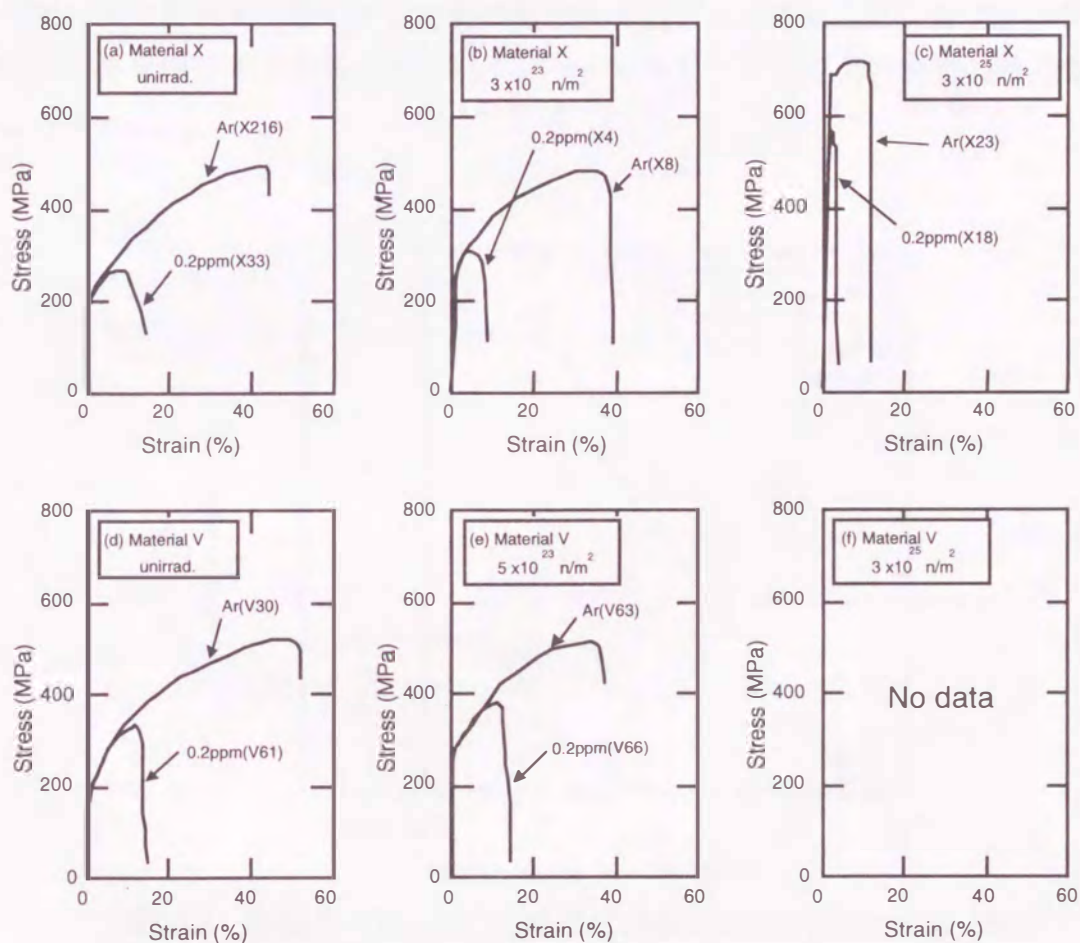 (a) Material X
unirrad.
Ar(X216)
0.2ppm(X33)
800
600
400
200
0
0 20 40 60
Stress (MPa)
Strain (%)
(b) Material X
3 x10^23 n/m^2
0.2ppm(X4)
Ar(X8)
800
600
400
200
0
0 20 40 60
Stress (MPa)
Strain (%)
(c) Material X
3 x10^25 n/m^2
Ar(X23)
0.2ppm(X18)
800
600
400
200
0
0 20 40 60
Stress (MPa)
Strain (%)
(d) Material V
unirrad.
Ar(V30)
0.2ppm(V61)
800
600
400
200
0
0 20 40 60
Stress (MPa)
Strain (%)
(e) Material V
5 x10^23 n/m^2
Ar(V63)
0.2ppm(V66)
800
600
400
200
0
0 20 40 60
Stress (MPa)
Strain (%)
(f) Material V
3 x10^25 n/m^2
No data
800
600
400
200
0
0 20 40 60
Stress (MPa)
Strain (%)